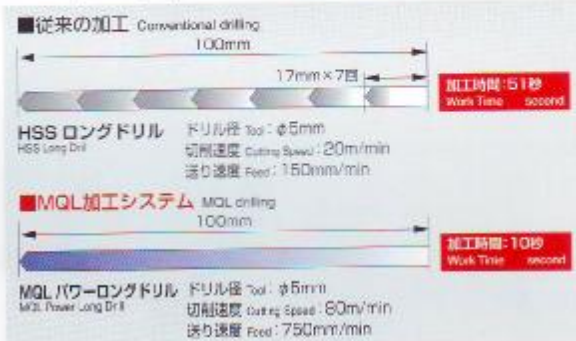 ■従来の加工 Conventional drilling
100mm
17mm×7回
加工時間:51秒
Work Time second
HSS ロングドリル
HSS Long Drill
ドリル径 Tool:φ5mm
切削速度 Cutting Speed:20m/min
送り速度 Feed:150mm/min
■MQL加工システム MQL drilling
100mm
加工時間:10秒
Work Time second
MQL パワーロングドリル
MQL Power Long Drill
ドリル径 Tool:φ5mm
切削速度 Cutting Speed:80m/min
送り速度 Feed:750mm/min